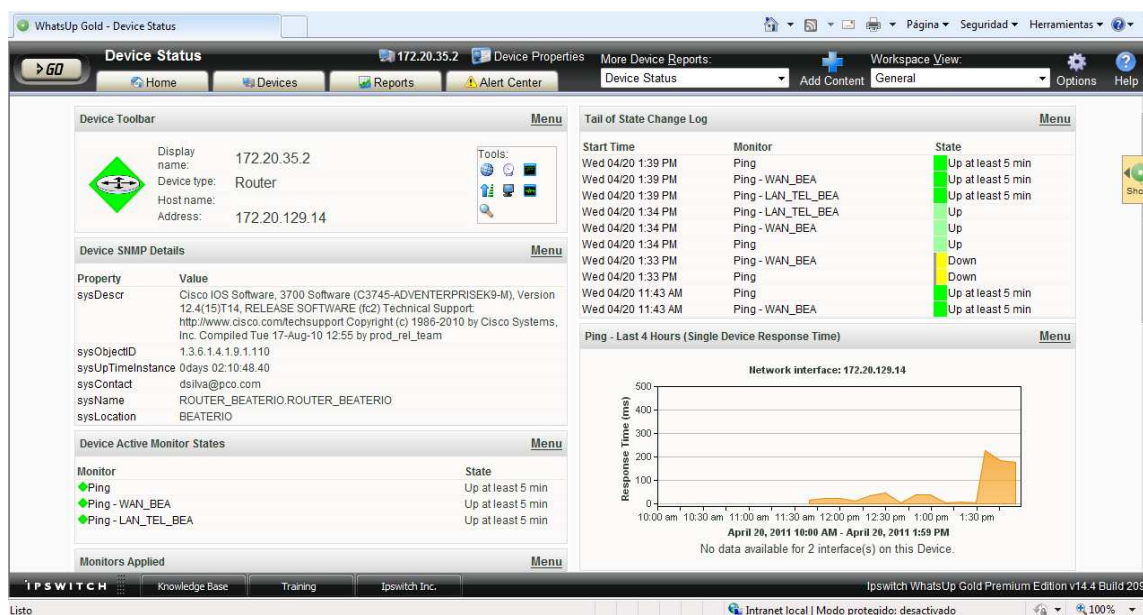 WhatsUp Gold - Device Status
Página Seguridad Herramientas
GO
Device Status
172.20.35.2 Device Properties
More Device Reports:
Device Status
Add Content
Workspace View:
General
Options
Help
Home Devices Reports Alert Center
Device Toolbar Menu
Display name: 172.20.35.2
Device type: Router
Host name:
Address: 172.20.129.14
Tools:
Device SNMP Details Menu
Property Value
sysDescr Cisco IOS Software, 3700 Software (C3745-ADVENTERPRISEK9-M), Version
12.4(15)T14, RELEASE SOFTWARE (fc2) Technical Support:
http://www.cisco.com/techsupport Copyright (c) 1986-2010 by Cisco Systems,
Inc. Compiled Tue 17-Aug-10 12:55 by prod_rel_team
sysObjectID 1.3.6.1.4.1.9.1.110
sysUpTimeInstance 0days 02:10:48.40
sysContact dsilva@pco.com
sysName ROUTER_BEATERIO.ROUTER_BEATERIO
sysLocation BEATERIO
Device Active Monitor States Menu
Monitor State
Ping Up at least 5 min
Ping - WAN_BEA Up at least 5 min
Ping - LAN_TEL_BEA Up at least 5 min
Monitors Applied Menu
Tail of State Change Log Menu
Start Time Monitor State
Wed 04/20 1:39 PM Ping Up at least 5 min
Wed 04/20 1:39 PM Ping - WAN_BEA Up at least 5 min
Wed 04/20 1:39 PM Ping - LAN_TEL_BEA Up at least 5 min
Wed 04/20 1:34 PM Ping - LAN_TEL_BEA Up
Wed 04/20 1:34 PM Ping - WAN_BEA Up
Wed 04/20 1:34 PM Ping Up
Wed 04/20 1:33 PM Ping - WAN_BEA Down
Wed 04/20 1:33 PM Ping Down
Wed 04/20 11:43 AM Ping Up at least 5 min
Wed 04/20 11:43 AM Ping - WAN_BEA Up at least 5 min
Sho
Ping - Last 4 Hours (Single Device Response Time) Menu
Network interface: 172.20.129.14
Response Time (ms)
500
400
300
200
100
0
10:00 am 10:30 am 11:00 am 11:30 am 12:00 pm 12:30 pm 1:00 pm 1:30 pm
April 20, 2011 10:00 AM - April 20, 2011 1:59 PM
No data available for 2 interface(s) on this Device.
IPSWITCH Knowledge Base Training Ipswitch Inc. Ipswitch WhatsUp Gold Premium Edition v14.4 Build 209
Listo Intranet local | Modo protegido: desactivado 100%